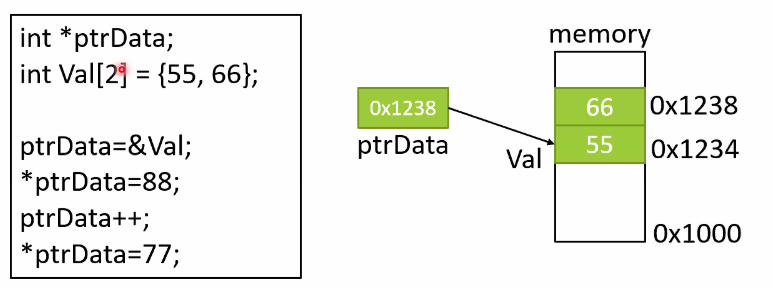 int *ptrData;
int Val[2] = {55, 66};
ptrData=&Val;
*ptrData=88;
ptrData++;
*ptrData=77;
memory
0x1238
ptrData
Val
66
0x1238
55
0x1234
0x1000